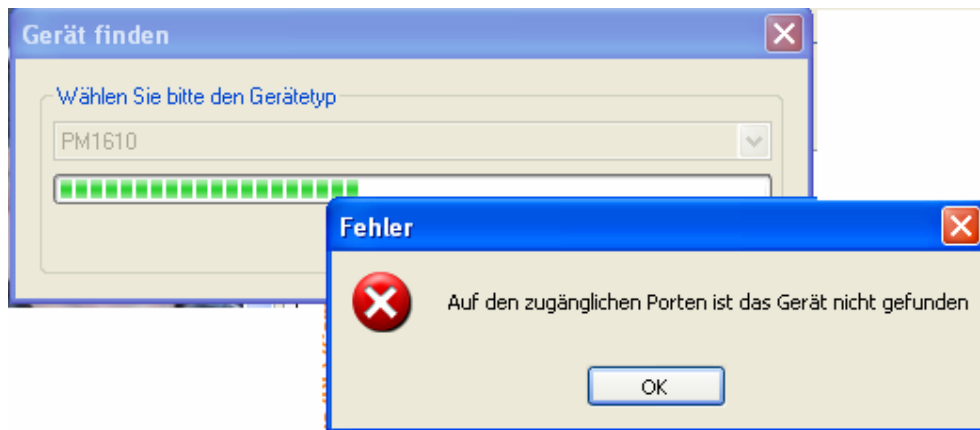 Gerät finden
Wählen Sie bitte den Gerätetyp
PM1610
Fehler
Auf den zugänglichen Porten ist das Gerät nicht gefunden
OK